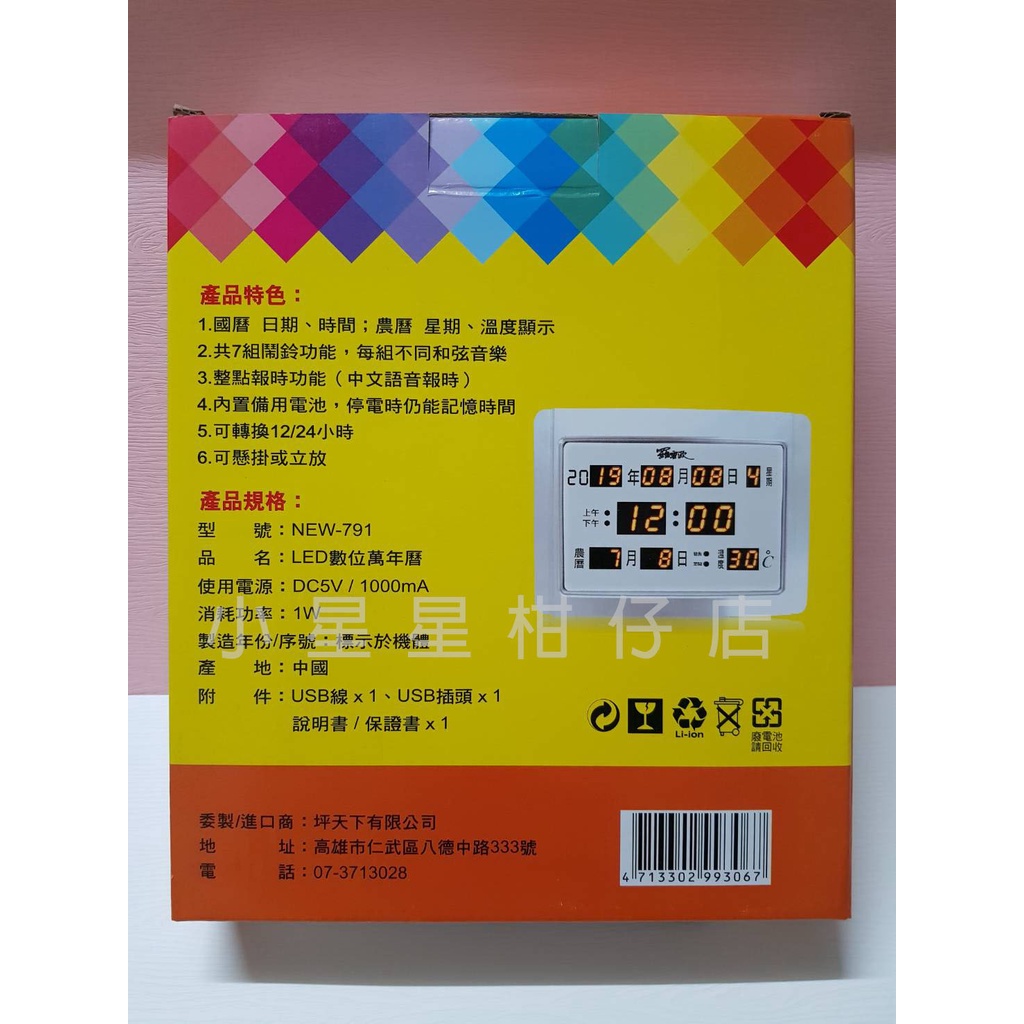 產品特色：
1.國曆 日期、時間；農曆 星期、溫度顯示
2.共7組鬧鈴功能，每組不同和弦音樂
3.整點報時功能（中文語音報時）
4.內置備用電池，停電時仍能記憶時間
5.可轉換12/24小時
6.可懸掛或立放
羅蜜歐
2019年08月08日 4 星期
上午
下午
12:00
農曆 7月 8日 溫度 30℃
產品規格：
型 號：NEW-791
品 名：LED數位萬年曆
使用電源：DC5V / 1000mA
消耗功率：1W
製造年份/序號：標示於機體
產 地：中國
附 件：USB線 x 1、USB插頭 x 1
說明書 / 保證書 x 1
小星星柑仔店
Li-ion
廢電池
請回收
委製/進口商：坪天下有限公司
地 址：高雄市仁武區八德中路333號
電 話：07-3713028
4 713302 993067